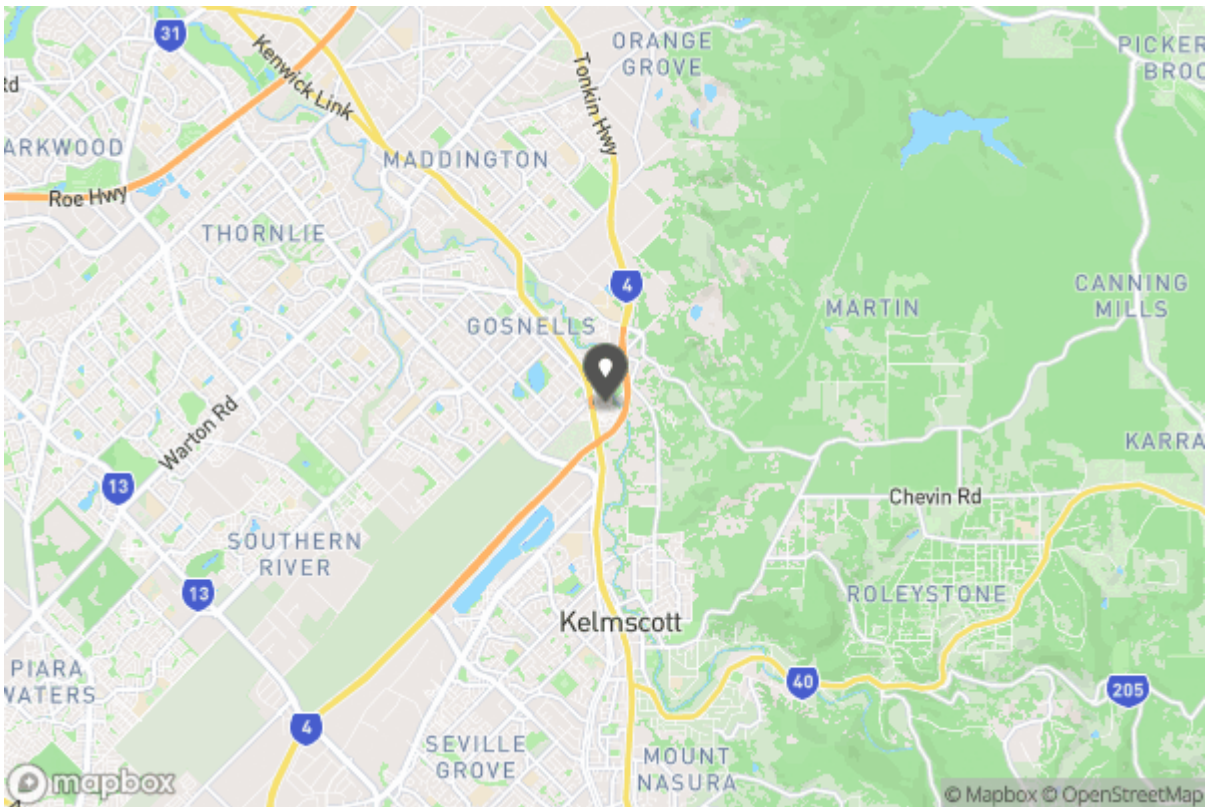 31
Kenwick Link
ORANGE
GROVE
PICKER
BROO
Rd
Tonkin Hwy
ARKWOOD
MADDINGTON
Roe Hwy
THORNLIE
4
CANNING
MILLS
MARTIN
GOSNELLS
Warton Rd
KARRA
13
Chevin Rd
SOUTHERN
RIVER
13
ROLEYSTONE
Kelmscott
PIARA
WATERS
40
205
4
SEVILLE
GROVE
MOUNT
NASURA
mapbox
© Mapbox © OpenStreetMap